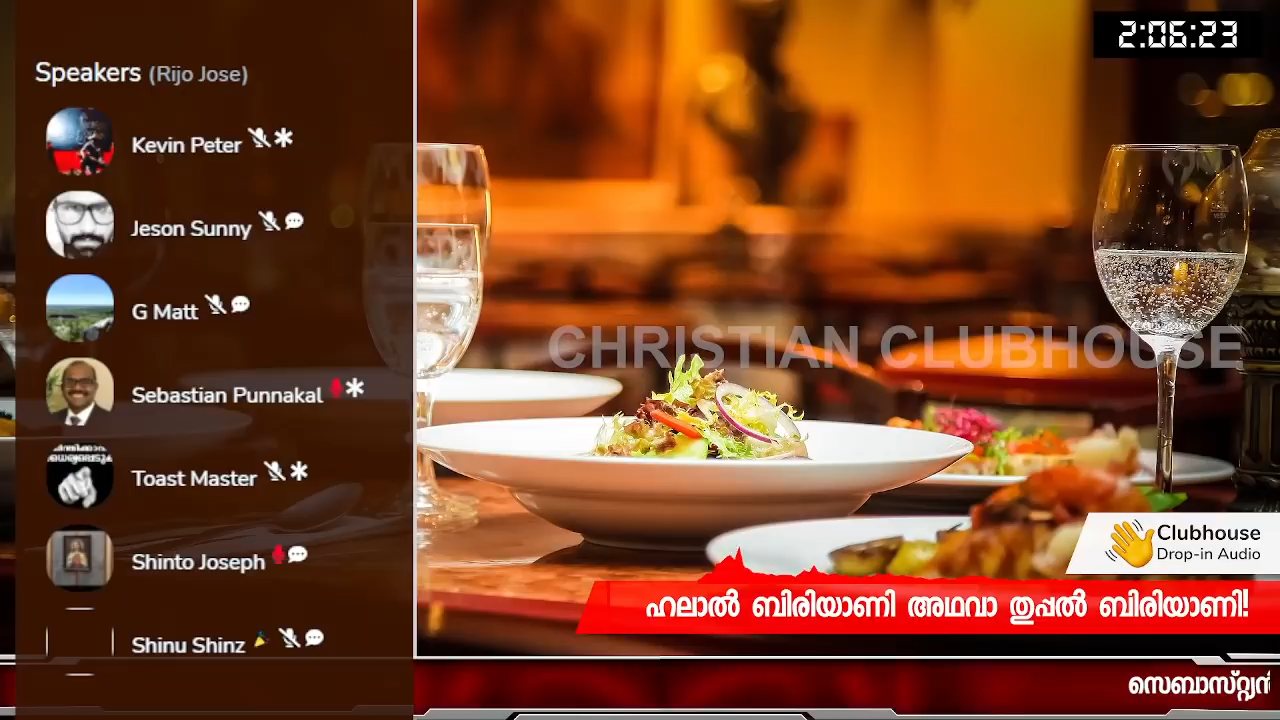 Speakers (Rijo Jose)
Kevin Peter
Jeson Sunny
G Matt
Sebastian Punnakal
Toast Master
Shinto Joseph
Shinu Shinz
2:06:23
CHRISTIAN CLUBHOUSE
Clubhouse
Drop-in Audio
ഹലാൽ ബിരിയാണി അഥവാ തുപ്പൽ ബിരിയാണി!
സെബാസ്റ്റ്യൻ